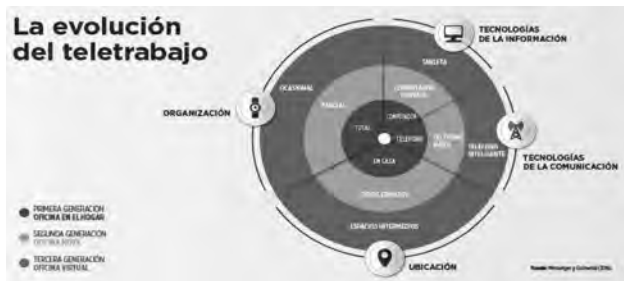 La evolución
del teletrabajo
TECNOLOGÍAS
DE LA INFORMACIÓN
TABLETA
OCASIONAL
COMPUTADORA
PARCIAL
ORGANIZACIÓN
COMPUTADOR
TOTAL
TELÉFONO
TELÉFONO
INTELIGENTE
TECNOLOGÍAS
DE LA COMUNICACIÓN
EN CASA
PRIMERA GENERACIÓN
OFICINA EN EL HOGAR
SEGUNDA GENERACIÓN
OFICINA MÓVIL
ESPACIOS INTERMEDIOS
TERCERA GENERACIÓN
OFICINA VIRTUAL
UBICACIÓN